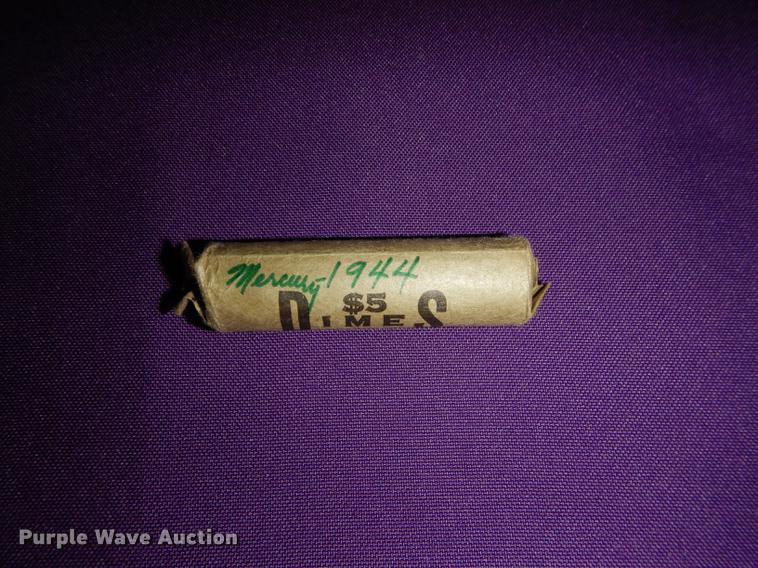 Mercury-1944
$5
DIMES
Purple Wave Auction